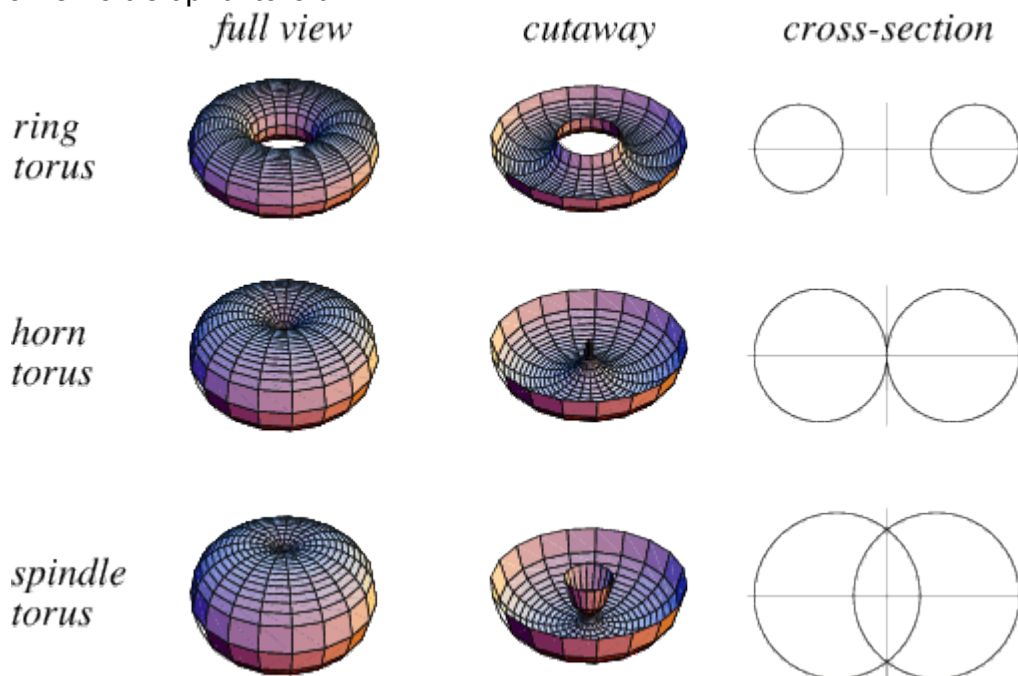 full view cutaway cross-section
ring
torus
horn
torus
spindle
torus